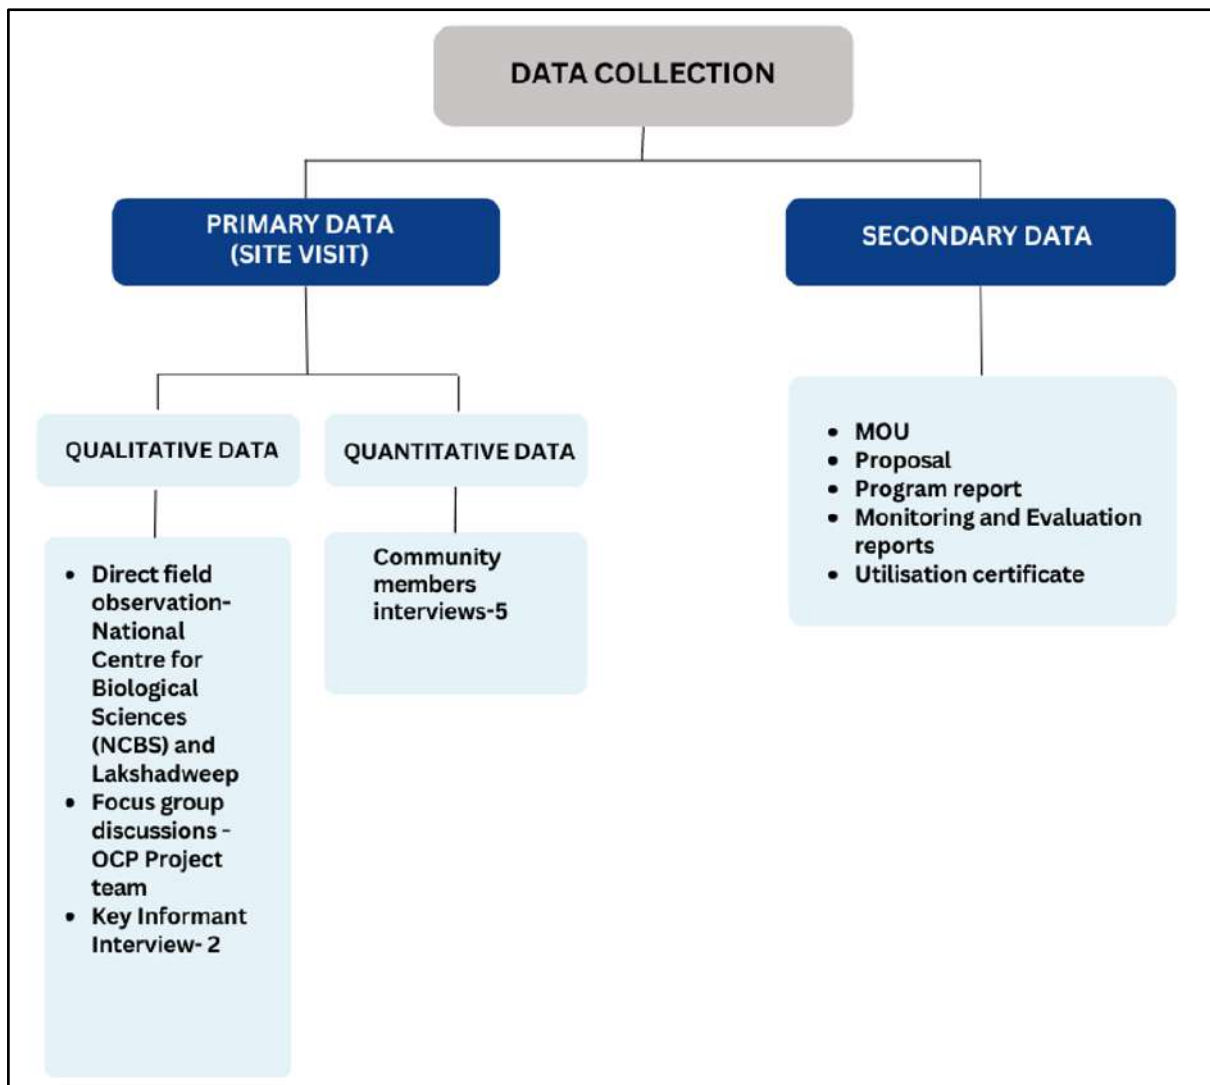 DATA COLLECTION
PRIMARY DATA
(SITE VISIT)
SECONDARY DATA
QUALITATIVE DATA
QUANTITATIVE DATA
• Direct field
observation-
National
Centre for
Biological
Sciences
(NCBS) and
Lakshadweep
• Focus group
discussions -
OCP Project
team
• Key Informant
Interview- 2
Community
members
interviews-5
• MOU
• Proposal
• Program report
• Monitoring and Evaluation
reports
• Utilisation certificate